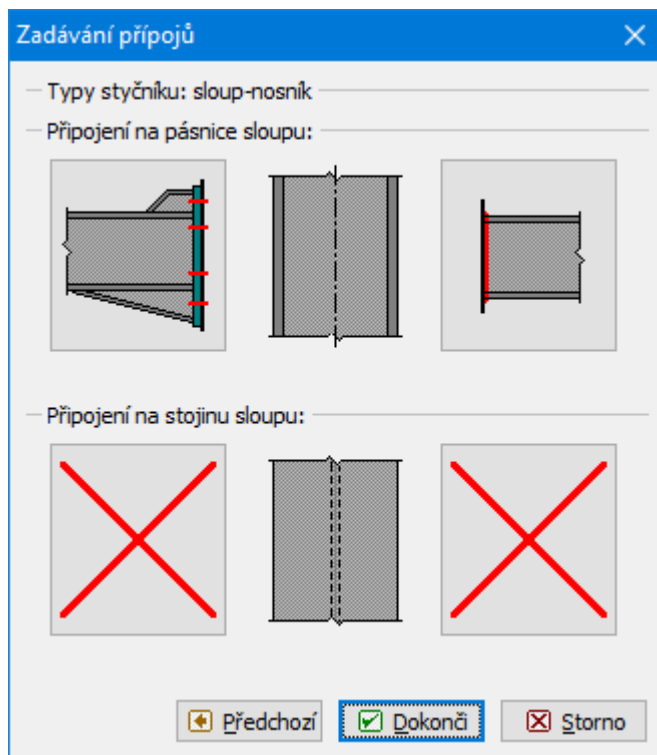 Zadávání přípojů
Typy styčníku: sloup-nosník
Připojení na pásnice sloupu:
Připojení na stojinu sloupu:
Předchozí
Dokonči
Storno